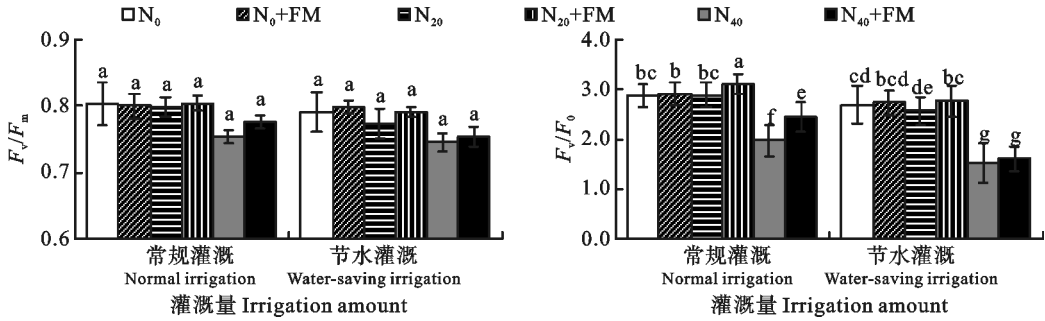 N₀ N₀+FM N₂₀ N₂₀+FM N₄₀ N₄₀+FM
Fᵥ/Fₘ
0.9
0.8
0.7
0.6
a a a a a a
a a a a a a
常规灌溉 节水灌溉
Normal irrigation Water-saving irrigation
灌溉量 Irrigation amount
Fᵥ/F₀
4.0
3.0
2.0
1.0
0.0
bc b bc a f e
cd bcd de bc g g
常规灌溉 节水灌溉
Normal irrigation Water-saving irrigation
灌溉量 Irrigation amount